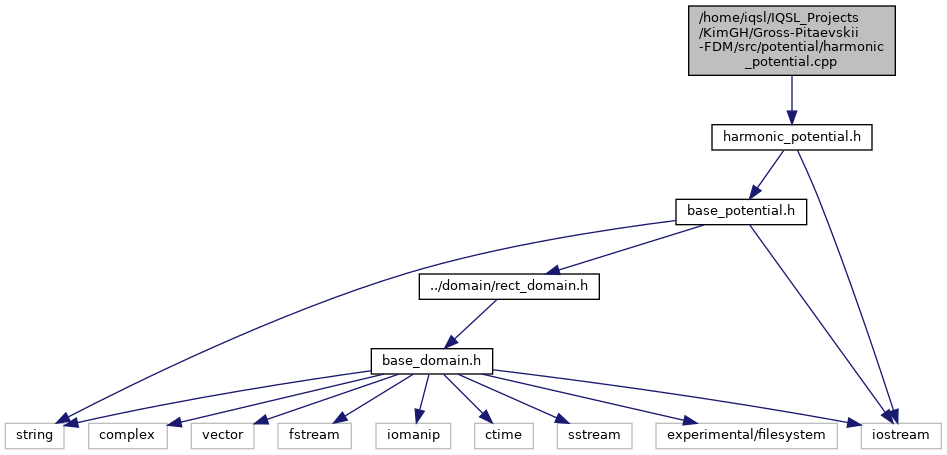 /home/iqsl/IQSL_Projects
/KimGH/Gross-Pitaevskii
-FDM/src/potential/harmonic
_potential.cpp
harmonic_potential.h
base_potential.h
../domain/rect_domain.h
base_domain.h
string
complex
vector
fstream
iomanip
ctime
sstream
experimental/filesystem
iostream